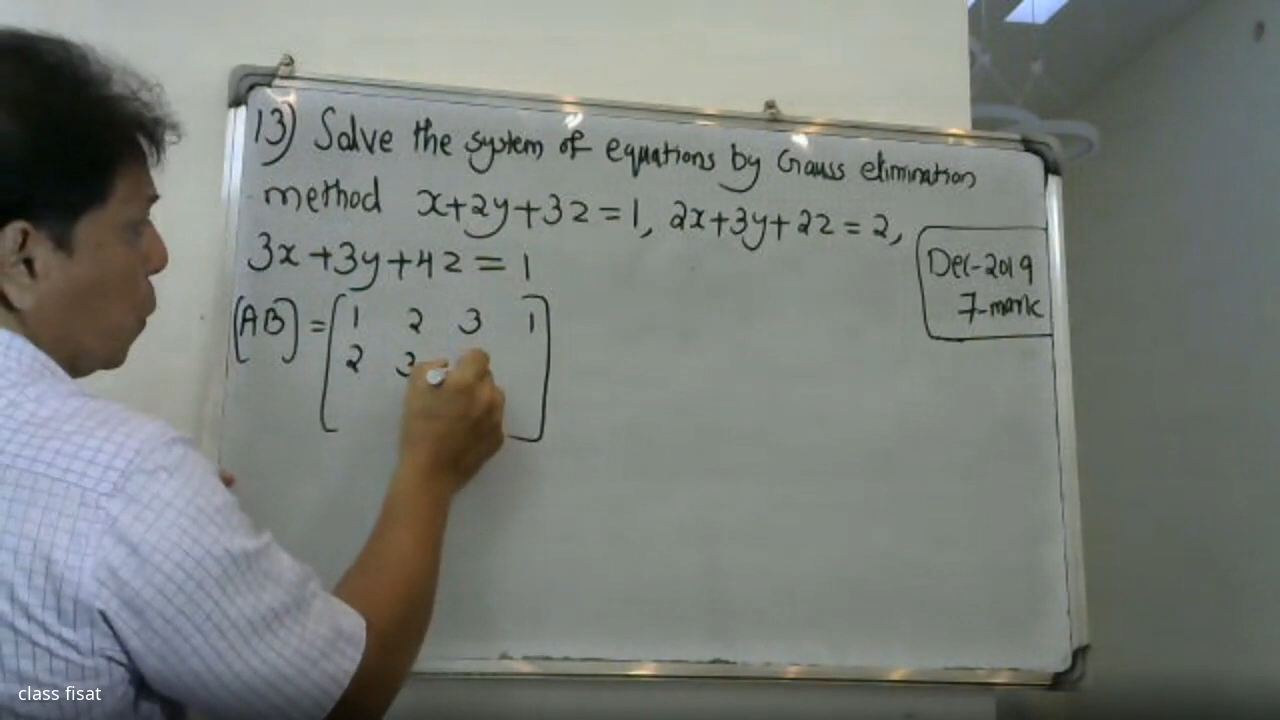 13) Solve the system of equations by Gauss elimination
method x+2y+3z=1, 2x+3y+2z=2,
3x+3y+4z=1
Dec-2019
7-mark
[AB] = [1 2 3 1
2 3
class fisat